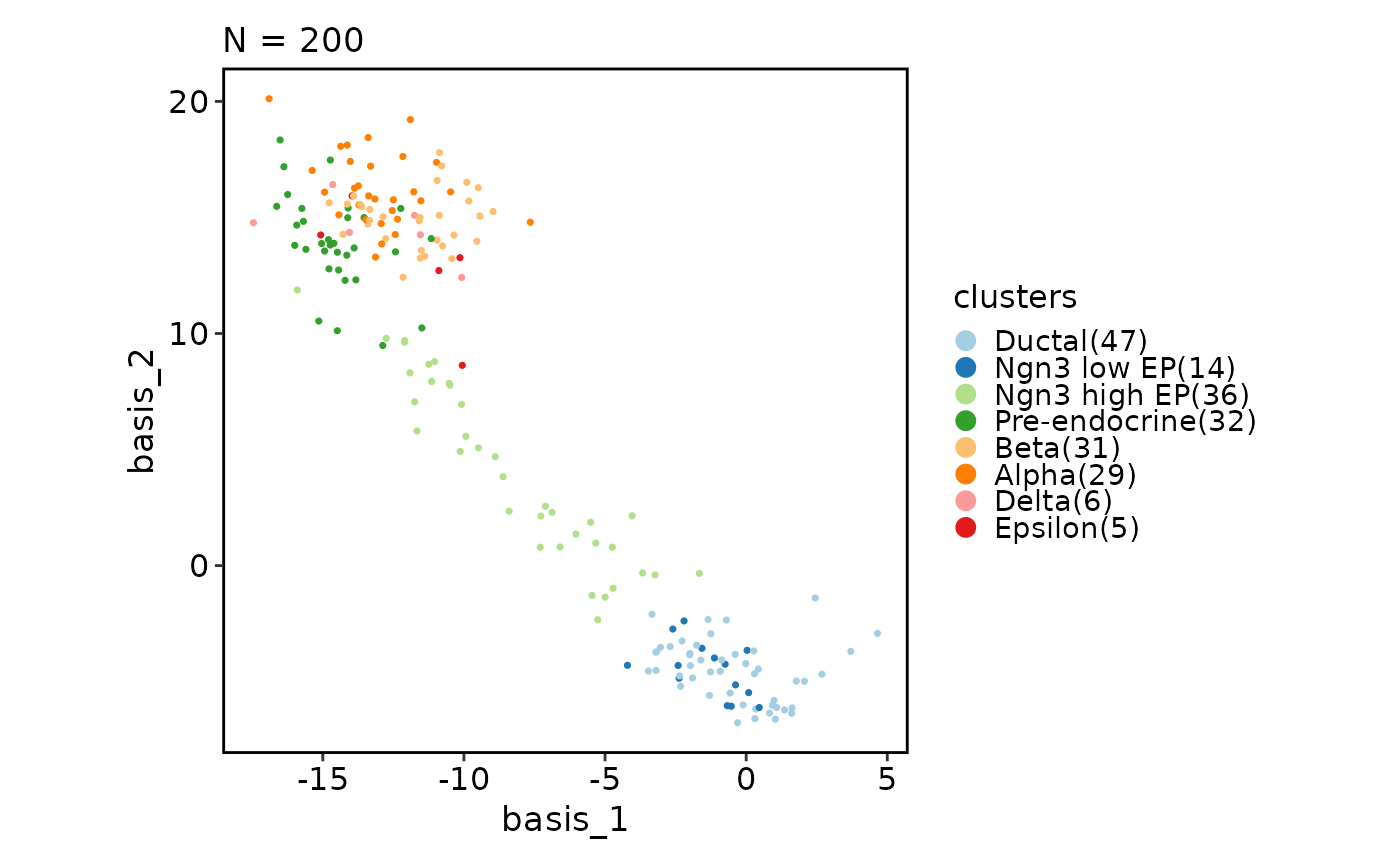 N = 200
20
10
0
basis_2
-15
-10
-5
0
5
basis_1
clusters
Ductal(47)
Ngn3 low EP(14)
Ngn3 high EP(36)
Pre-endocrine(32)
Beta(31)
Alpha(29)
Delta(6)
Epsilon(5)